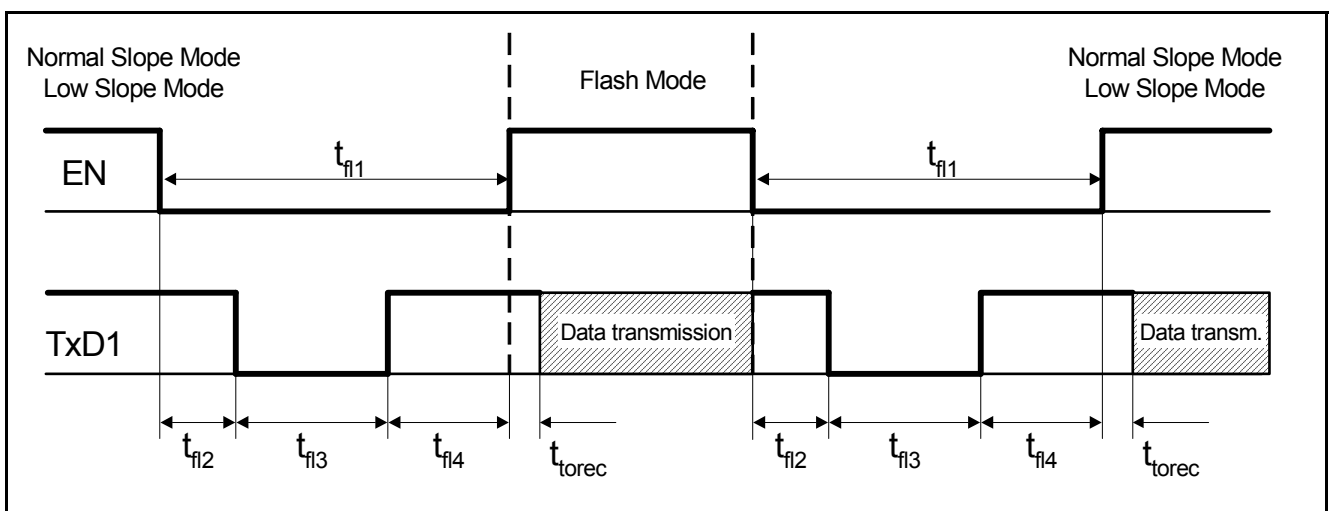 Normal Slope Mode
Low Slope Mode
Flash Mode
Normal Slope Mode
Low Slope Mode
EN
tfl1
tfl1
TxD1
Data transmission
Data transm.
tfl2
tfl3
tfl4
ttorec
tfl2
tfl3
tfl4
ttorec